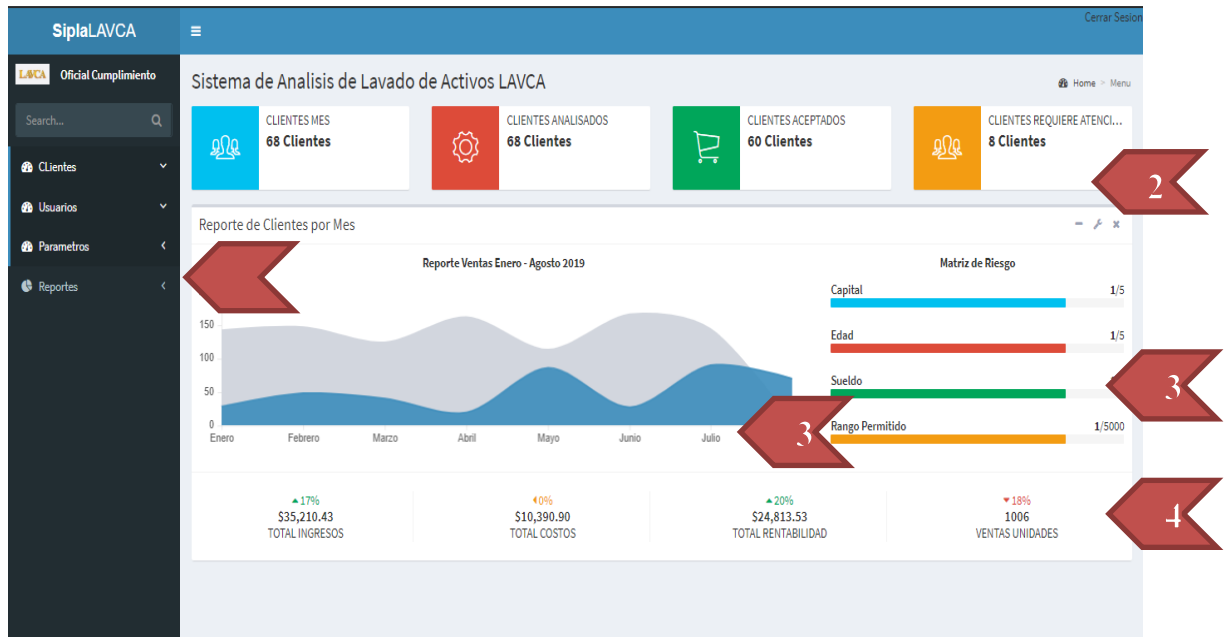 SiplaLAVCA
Cerrar Sesion
LAVCA Oficial Cumplimiento
Search...
CLientes
Usuarios
Parametros
Reportes
Sistema de Analisis de Lavado de Activos LAVCA
Home > Menu
CLIENTES MES
68 Clientes
CLIENTES ANALISADOS
68 Clientes
CLIENTES ACEPTADOS
60 Clientes
CLIENTES REQUIERE ATENCI...
8 Clientes
2
Reporte de Clientes por Mes
Reporte Ventas Enero - Agosto 2019
150
100
50
0
Enero Febrero Marzo Abril Mayo Junio Julio
3
Matriz de Riesgo
Capital 1/5
Edad 1/5
Sueldo
3
Rango Permitido 1/5000
17%
$35,210.43
TOTAL INGRESOS
0%
$10,390.90
TOTAL COSTOS
20%
$24,813.53
TOTAL RENTABILIDAD
18%
1006
VENTAS UNIDADES
4